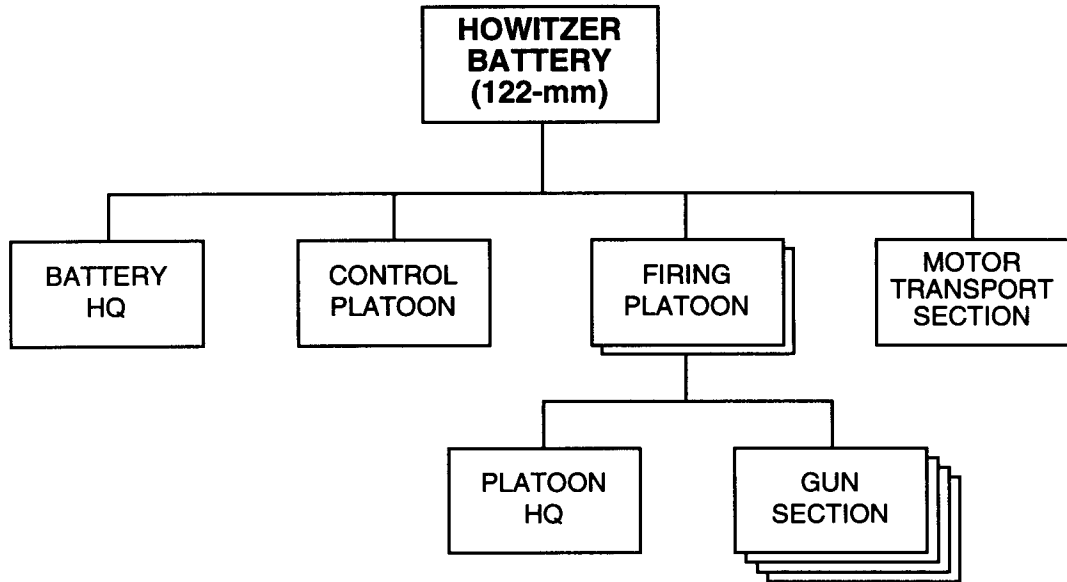 HOWITZER
BATTERY
(122-mm)
BATTERY
HQ
CONTROL
PLATOON
FIRING
PLATOON
MOTOR
TRANSPORT
SECTION
PLATOON
HQ
GUN
SECTION